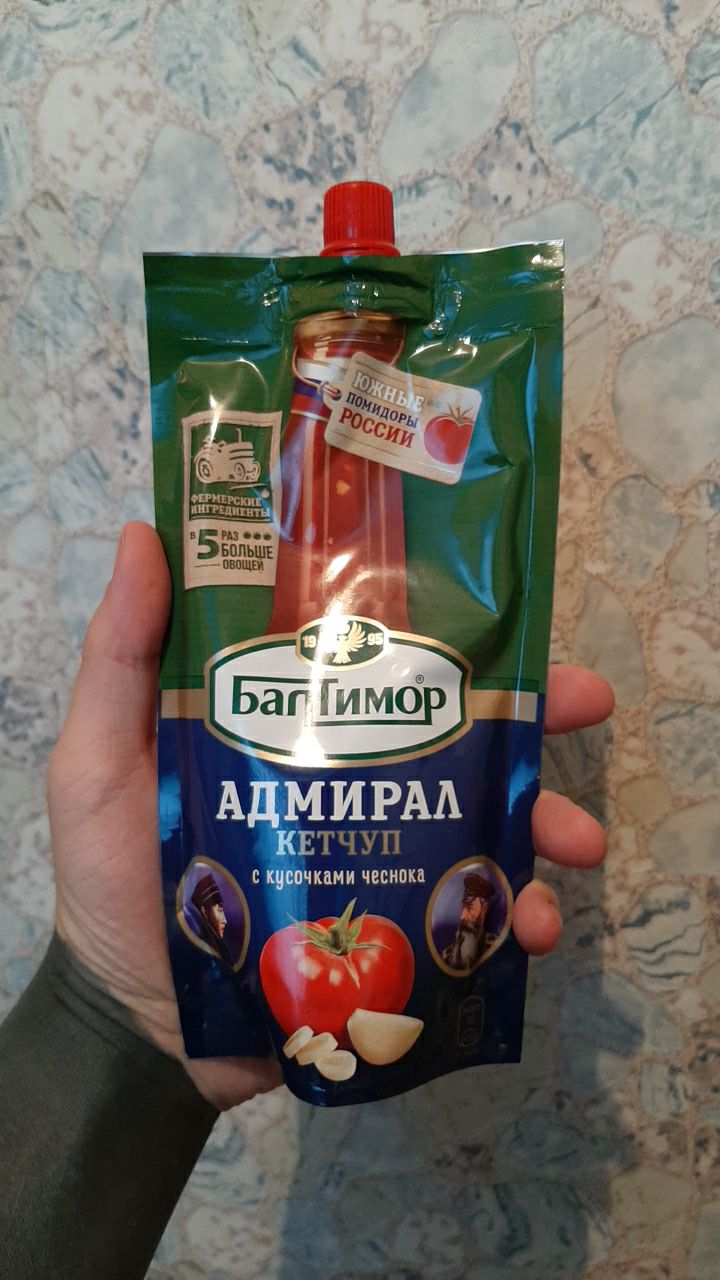 ЮЖНЫЕ
ПОМИДОРЫ
РОССИИ
ФЕРМЕРСКИЕ
ИНГРЕДИЕНТЫ
В 5 РАЗ
БОЛЬШЕ
ОВОЩЕЙ
19 95
БалТимор®
АДМИРАЛ
КЕТЧУП
с кусочками чеснока